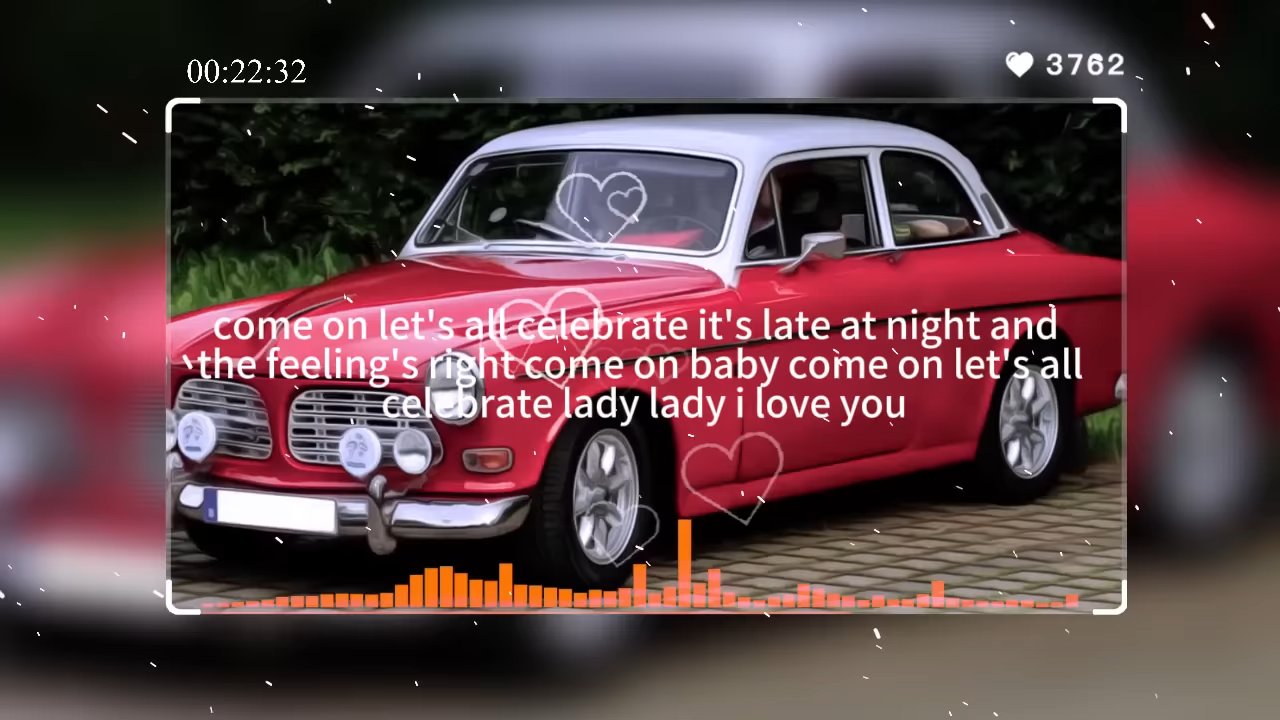 00:22:32
3762
come on let's all celebrate it's late at night and
the feeling's right come on baby come on let's all
celebrate lady lady i love you